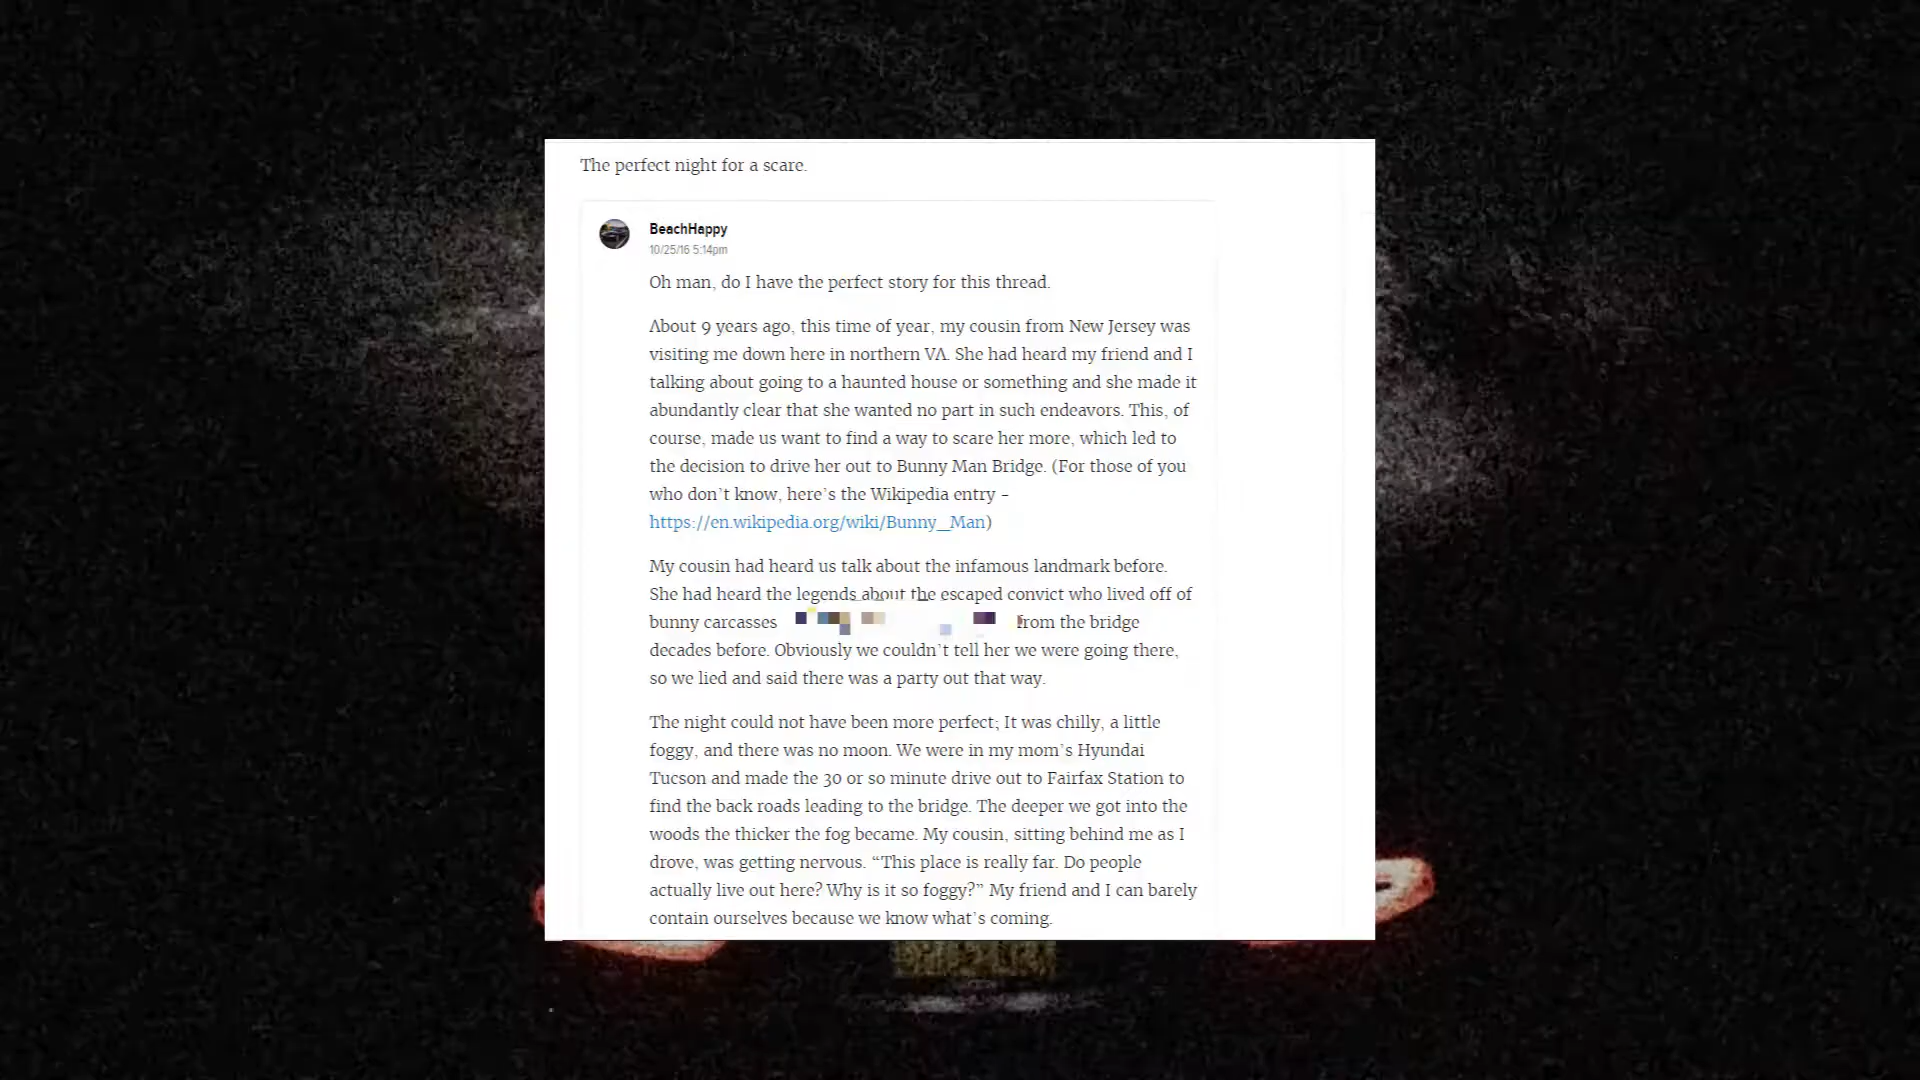 The perfect night for a scare.
BeachHappy
10/25/16 5:14pm
Oh man, do I have the perfect story for this thread.
About 9 years ago, this time of year, my cousin from New Jersey was
visiting me down here in northern VA. She had heard my friend and I
talking about going to a haunted house or something and she made it
abundantly clear that she wanted no part in such endeavors. This, of
course, made us want to find a way to scare her more, which led to
the decision to drive her out to Bunny Man Bridge. (For those of you
who don't know, here's the Wikipedia entry -
https://en.wikipedia.org/wiki/Bunny_Man)
My cousin had heard us talk about the infamous landmark before.
She had heard the legends about the escaped convict who lived off of
bunny carcasses from the bridge
decades before. Obviously we couldn't tell her we were going there,
so we lied and said there was a party out that way.
The night could not have been more perfect; It was chilly, a little
foggy, and there was no moon. We were in my mom's Hyundai
Tucson and made the 30 or so minute drive out to Fairfax Station to
find the back roads leading to the bridge. The deeper we got into the
woods the thicker the fog became. My cousin, sitting behind me as I
drove, was getting nervous. “This place is really far. Do people
actually live out here? Why is it so foggy?” My friend and I can barely
contain ourselves because we know what's coming.